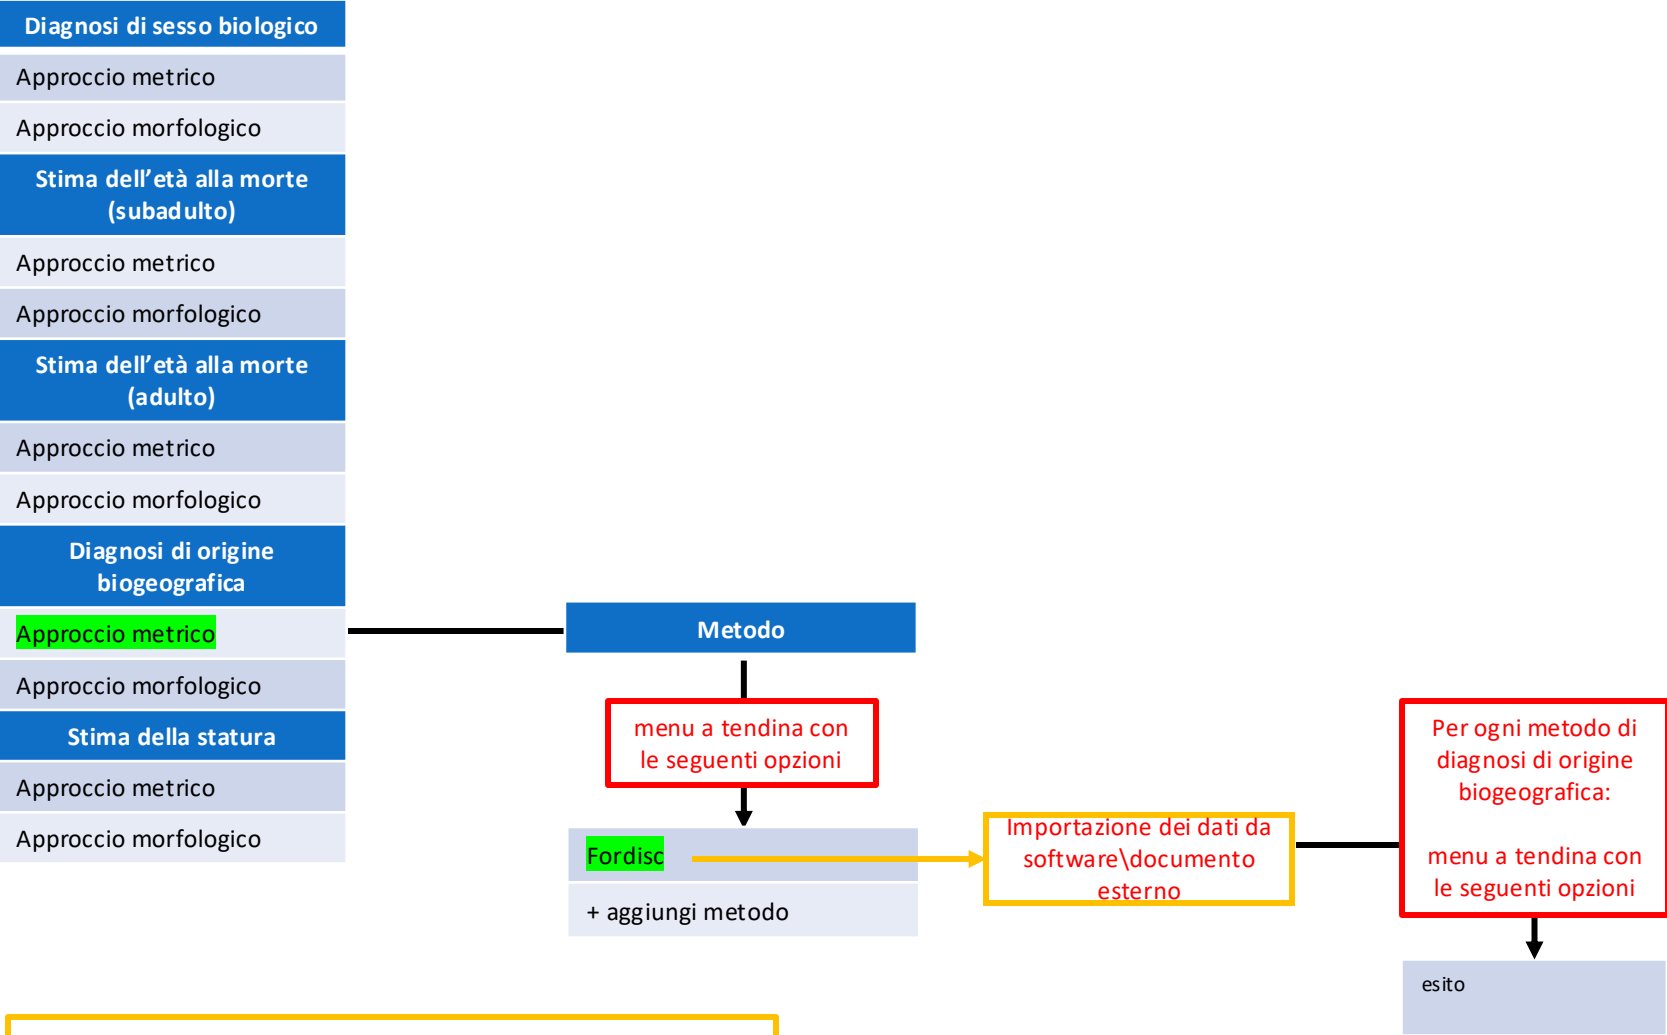 Diagnosi di sesso biologico
Approccio metrico
Approccio morfologico
Stima dell’età alla morte
(subadulto)
Approccio metrico
Approccio morfologico
Stima dell’età alla morte
(adulto)
Approccio metrico
Approccio morfologico
Diagnosi di origine
biogeografica
Approccio metrico
Approccio morfologico
Stima della statura
Approccio metrico
Approccio morfologico
Metodo
menu a tendina con
le seguenti opzioni
Fordisc
+ aggiungi metodo
Importazione dei dati da
software\documento
esterno
Per ogni metodo di
diagnosi di origine
biogeografica:
menu a tendina con
le seguenti opzioni
esito